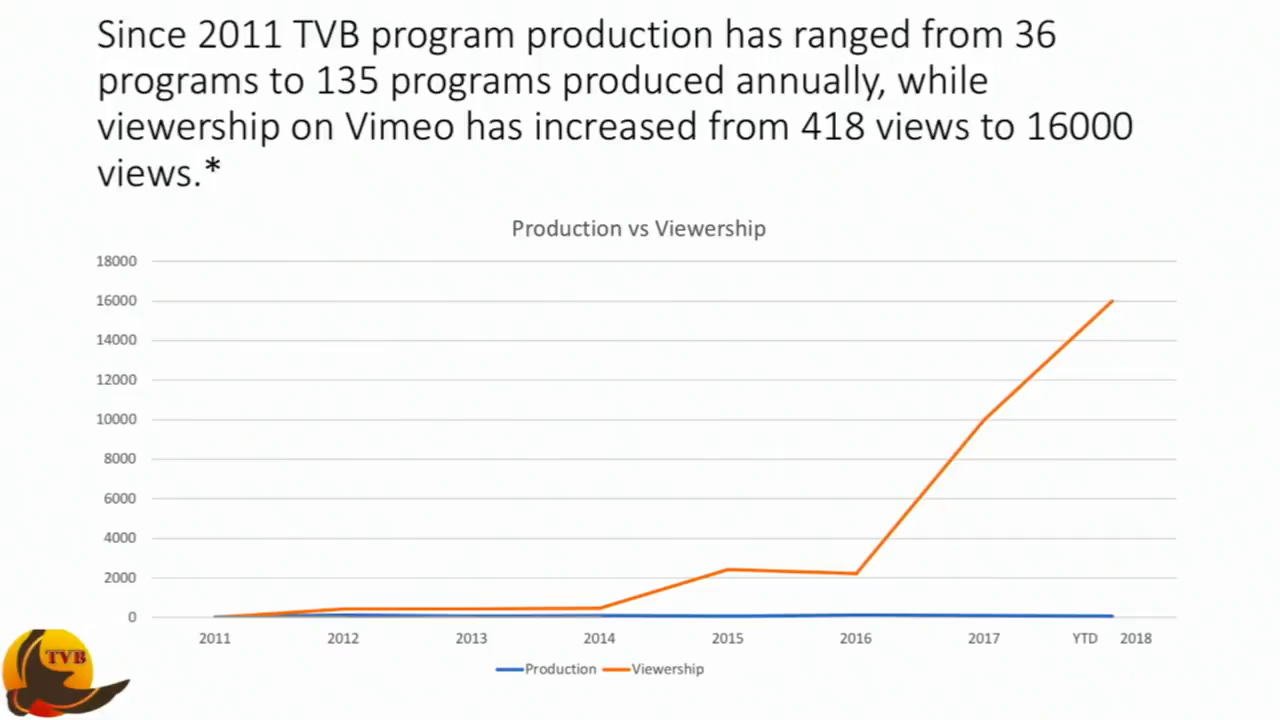 Since 2011 TVB program production has ranged from 36
programs to 135 programs produced annually, while
viewership on Vimeo has increased from 418 views to 16000
views.*
Production vs Viewership
18000
16000
14000
12000
10000
8000
6000
4000
2000
0
2011 2012 2013 2014 2015 2016 2017 YTD 2018
Production Viewership
TVB